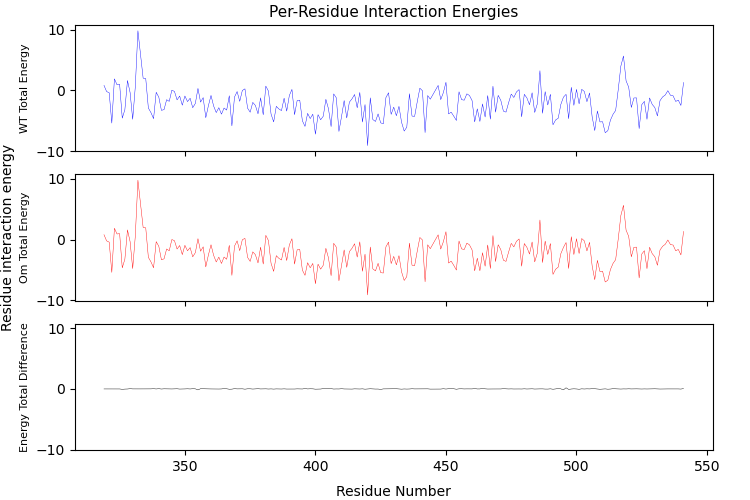 Per-Residue Interaction Energies
Residue interaction energy
WT Total Energy
10
0
−10
Om Total Energy
10
0
−10
Energy Total Difference
10
0
−10
350
400
450
500
550
Residue Number